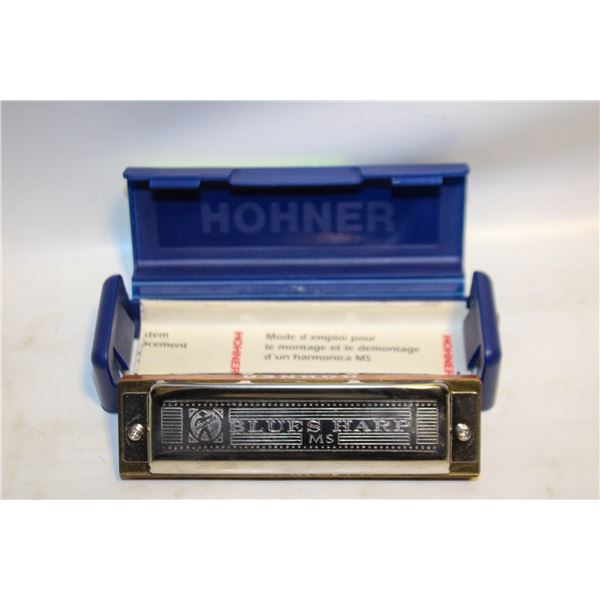 HOHNER
stem
acement
HOHNER
Mode d'emploi pour
le montage et le demontage
d'un harmonica MS
HOHNER
BLUES HARP
MS